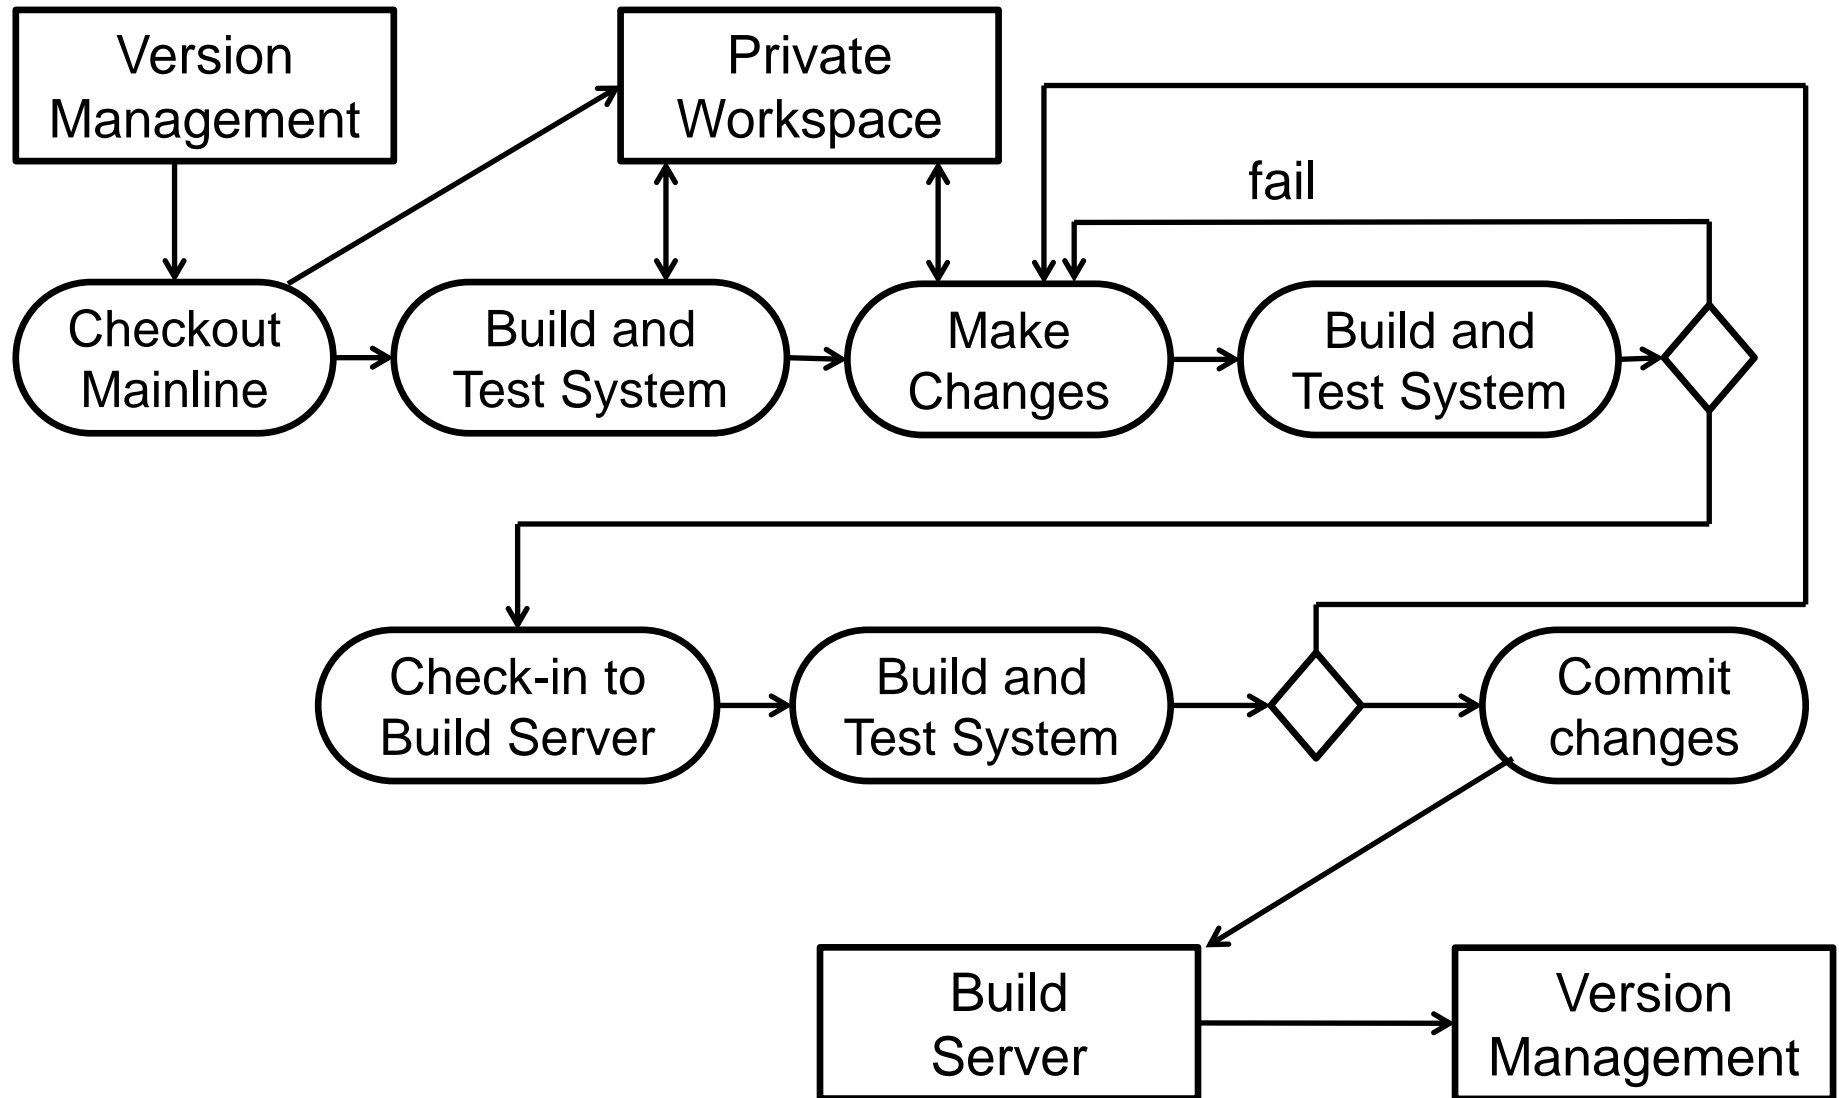 Version
Management
Private
Workspace
fail
Checkout
Mainline
Build and
Test System
Make
Changes
Build and
Test System
Check-in to
Build Server
Build and
Test System
Commit
changes
Build
Server
Version
Management